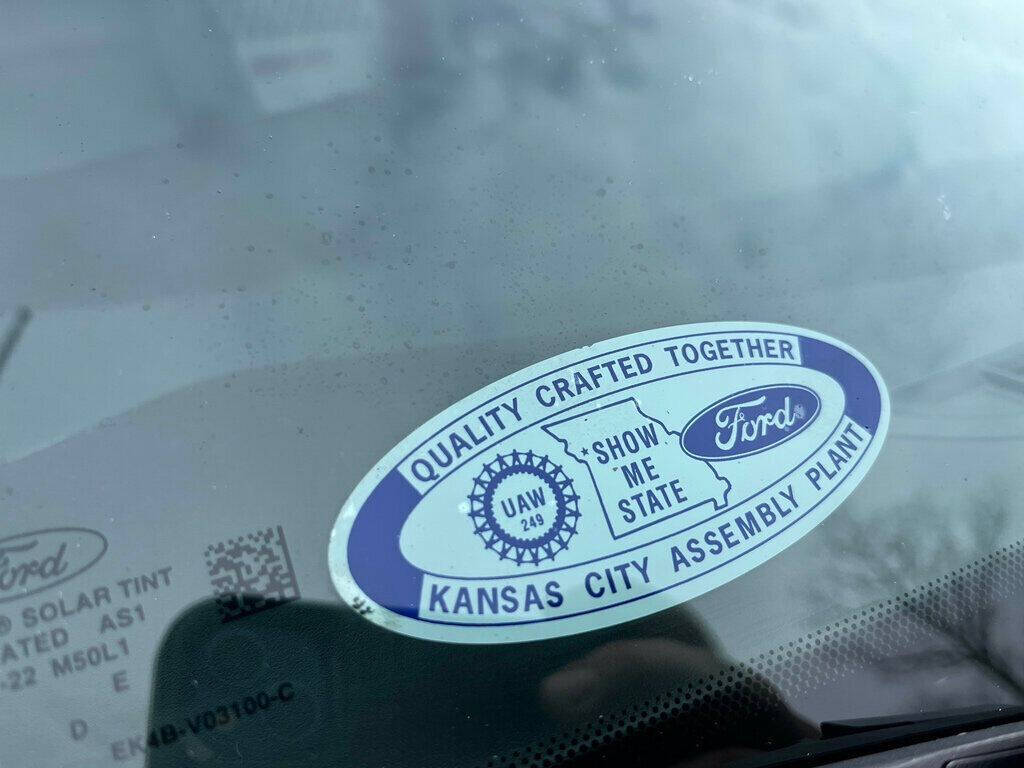 QUALITY CRAFTED TOGETHER
UAW
249
SHOW
ME
STATE
Ford
KANSAS CITY ASSEMBLY PLANT
Ford
® SOLAR TINT
ATED AS1
-22 M50L1
E
D
EK4B-V03100-C